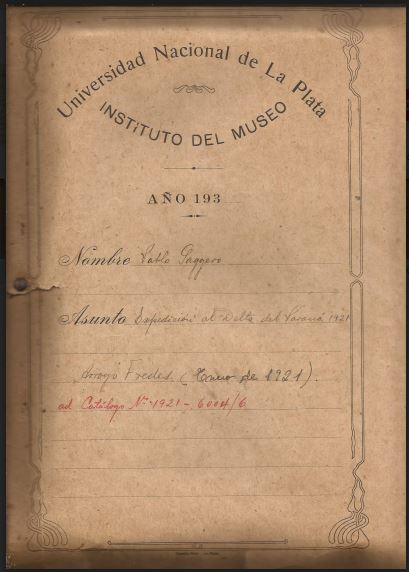 Universidad Nacional de La Plata
INSTITUTO DEL MUSEO
AÑO 193
Nombre Pablo Gaggero
Asunto Expedición al Delta del Paraná 1921
Arroyo Fredes. (Enero de 1921).
ad Catálogo Nº 1921 - 6004/6